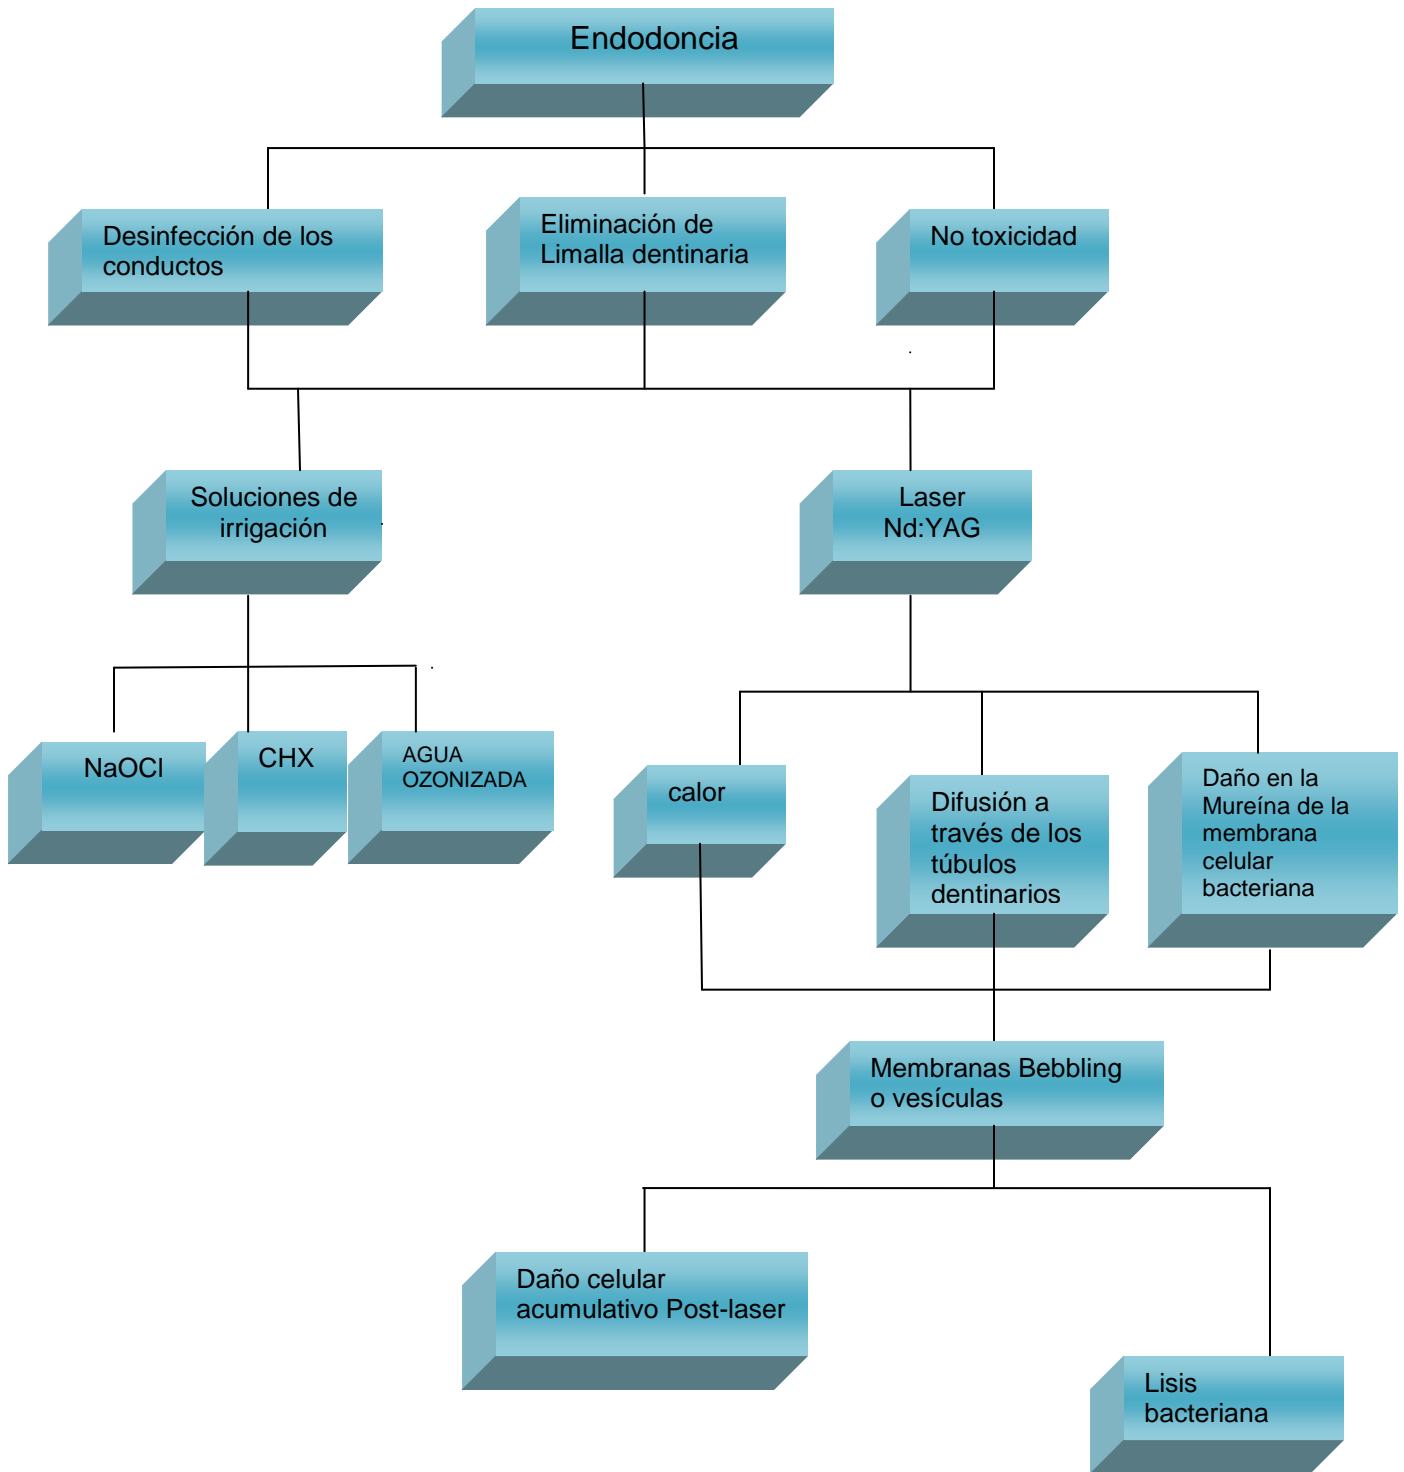 Endodoncia
Desinfección de los
conductos
Eliminación de
Limalla dentinaria
No toxicidad
Soluciones de
irrigación
Laser
Nd:YAG
NaOCl
CHX
AGUA
OZONIZADA
calor
Difusión a
través de los
túbulos
dentinarios
Daño en la
Mureína de la
membrana
celular
bacteriana
Membranas Bebbling
o vesículas
Daño celular
acumulativo Post-laser
Lisis
bacteriana